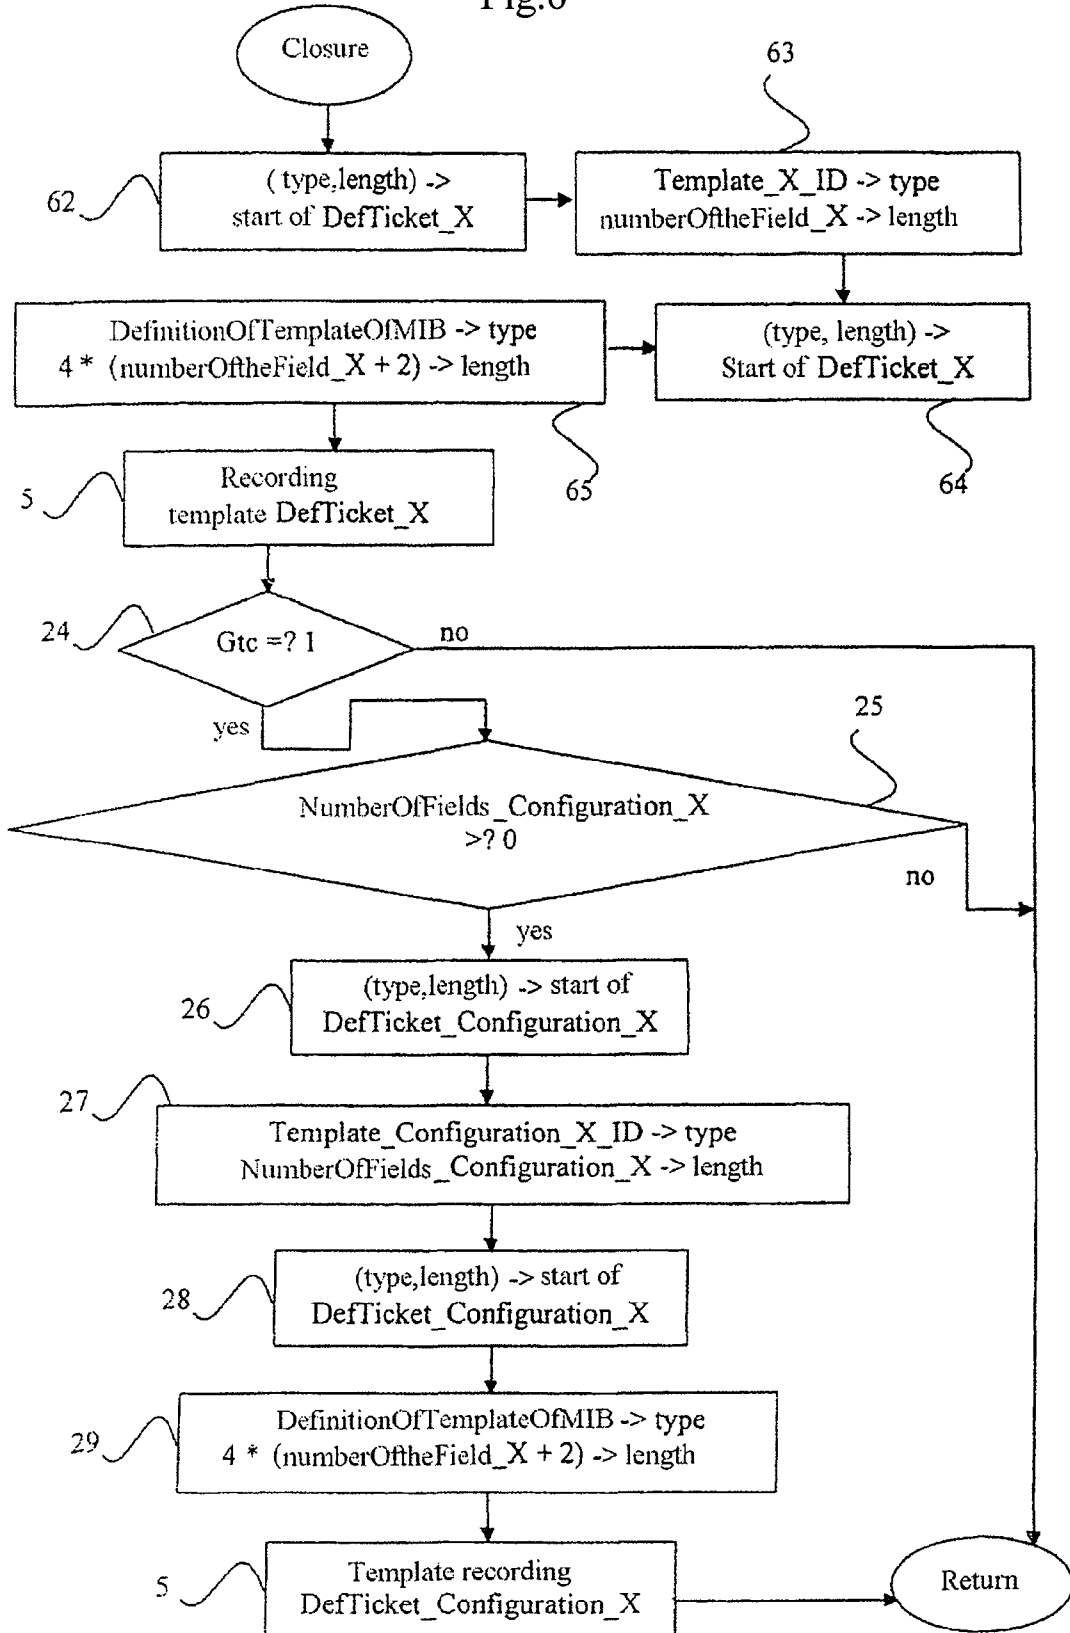 Closure
63
62
( type,length) ->
start of DefTicket_X
Template_X_ID -> type
numberOftheField_X -> length
DefinitionOfTemplateOfMIB -> type
4 * (numberOftheField_X + 2) -> length
(type, length) ->
Start of DefTicket_X
65
64
5
Recording
template DefTicket_X
24
Gtc =? 1
no
yes
25
NumberOfFields_Configuration_X
>? 0
no
yes
26
(type,length) -> start of
DefTicket_Configuration_X
27
Template_Configuration_X_ID -> type
NumberOfFields_Configuration_X -> length
28
(type,length) -> start of
DefTicket_Configuration_X
29
DefinitionOfTemplateOfMIB -> type
4 * (numberOftheField_X + 2) -> length
5
Template recording
DefTicket_Configuration_X
Return